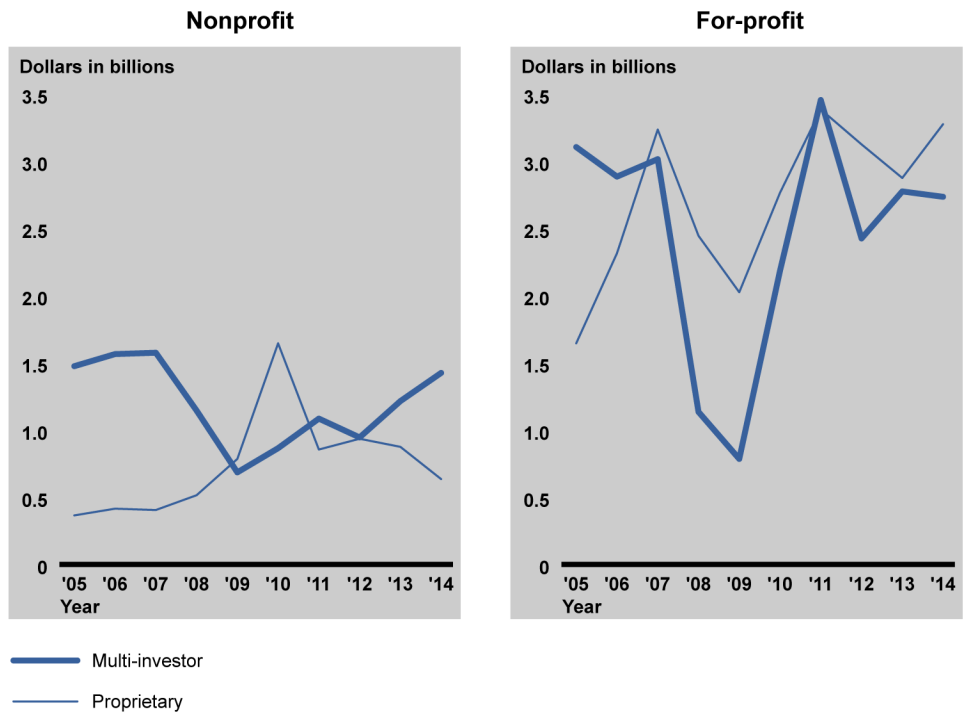 Nonprofit
Dollars in billions
3.5
3.0
2.5
2.0
1.5
1.0
0.5
0
'05 '06 '07 '08 '09 '10 '11 '12 '13 '14
Year
For-profit
Dollars in billions
3.5
3.0
2.5
2.0
1.5
1.0
0.5
0
'05 '06 '07 '08 '09 '10 '11 '12 '13 '14
Year
Multi-investor
Proprietary